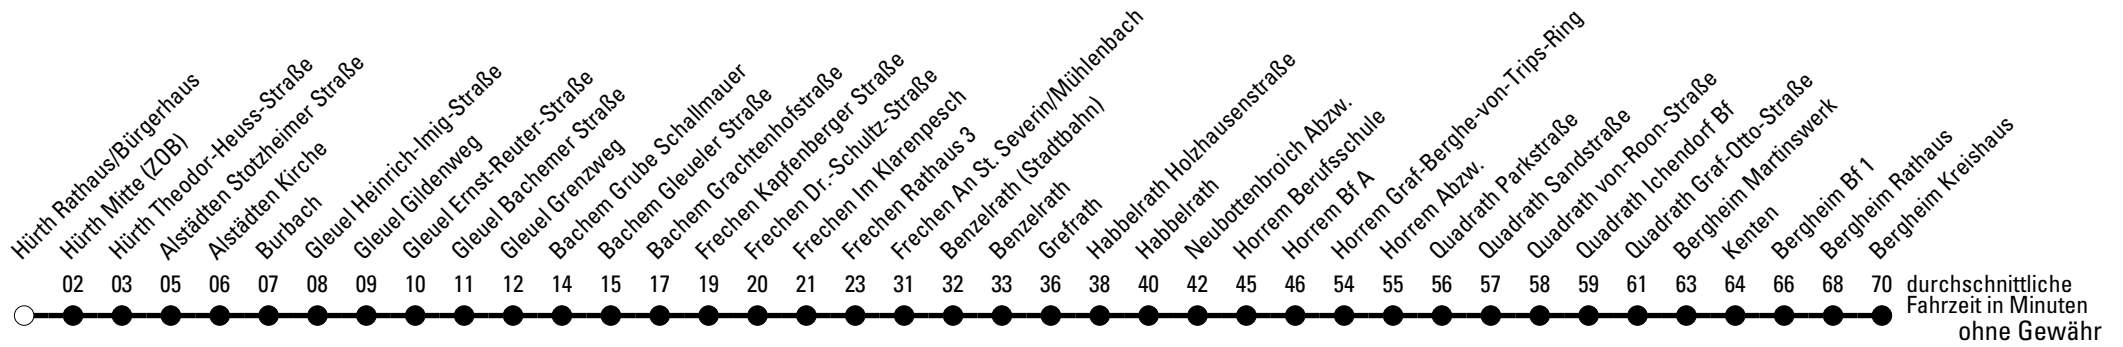 Hürth Rathaus/Bürgerhaus
Hürth Mitte (ZOB)
Hürth Theodor-Heuss-Straße
Alstädten Stotzheimer Straße
Alstädten Kirche
Burbach
Gleuel Heinrich-Imig-Straße
Gleuel Gildenweg
Gleuel Ernst-Reuter-Straße
Gleuel Bachemer Straße
Gleuel Grenzweg
Bachem Grube Schallmauer
Bachem Gleueler Straße
Bachem Grachtenhofstraße
Frechen Kapfenberger Straße
Frechen Dr.-Schultz-Straße
Frechen Im Klarenpesch
Frechen Rathaus 3
Frechen An St. Severin/Mühlenbach
Benzelrath (Stadtbahn)
Benzelrath
Grefrath
Habbelrath Holzhausenstraße
Habbelrath
Neubottenbroich Abzw.
Horrem Berufsschule
Horrem Bf A
Horrem Graf-Berghe-von-Trips-Ring
Horrem Abzw.
Quadrath Parkstraße
Quadrath Sandstraße
Quadrath von-Roon-Straße
Quadrath Ichendorf Bf
Quadrath Graf-Otto-Straße
Bergheim Martinswerk
Kenten
Bergheim Bf 1
Bergheim Rathaus
Bergheim Kreishaus
02 03 05 06 07 08 09 10 11 12 14 15 17 19 20 21 23 31 32 33 36 38 40 42 45 46 54 55 56 57 58 59 61 63 64 66 68 70 durchschnittliche
Fahrzeit in Minuten
ohne Gewähr